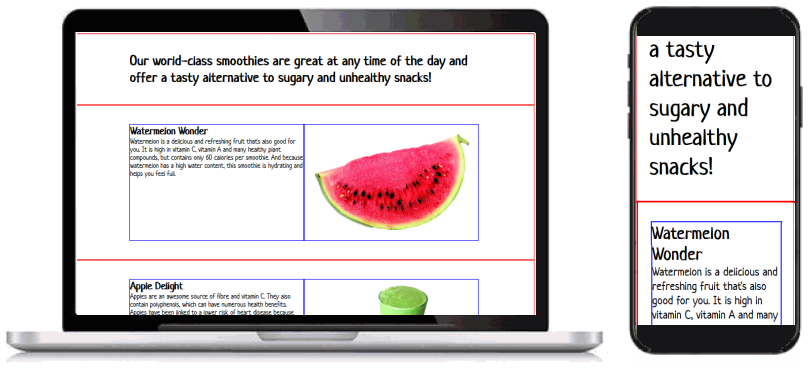 Our world-class smoothies are great at any time of the day and
offer a tasty alternative to sugary and unhealthy snacks!
Watermelon Wonder
Watermelon is a delicious and refreshing fruit that's also good for
you. It is high in vitamin C, vitamin A and many healthy plant
compounds, but contains only 60 calories per smoothie. And because
watermelon has a high water content, this smoothie is hydrating and
helps you feel full.
Apple Delight
Apples are an awesome source of fibre and vitamin C. They also
contain polyphenols, which can have numerous health benefits.
Apples have been linked to a lower risk of heart disease because
a tasty
alternative to
sugary and
unhealthy
snacks!
Watermelon
Wonder
Watermelon is a delicious and
refreshing fruit that's also
good for you. It is high in
vitamin C, vitamin A and many